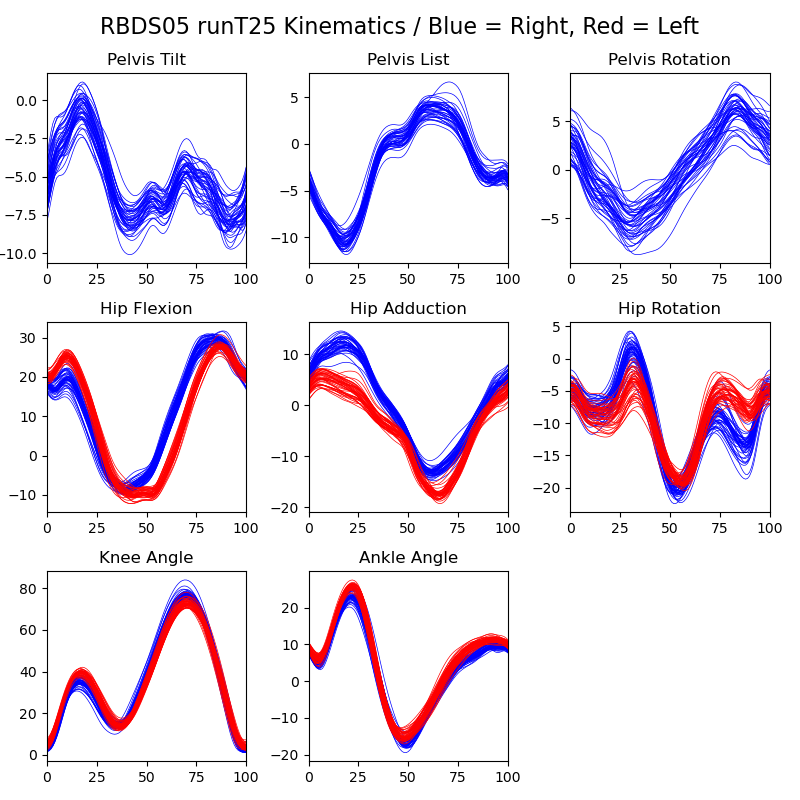 RBDS05 runT25 Kinematics / Blue = Right, Red = Left
Pelvis Tilt
Pelvis List
Pelvis Rotation
0.0
−2.5
−5.0
−7.5
−10.0
5
0
−5
−10
5
0
−5
0 25 50 75 100
0 25 50 75 100
0 25 50 75 100
Hip Flexion
Hip Adduction
Hip Rotation
30
20
10
0
−10
10
0
−10
−20
5
0
−5
−10
−15
−20
0 25 50 75 100
0 25 50 75 100
0 25 50 75 100
Knee Angle
Ankle Angle
80
60
40
20
0
20
10
0
−10
−20
0 25 50 75 100
0 25 50 75 100